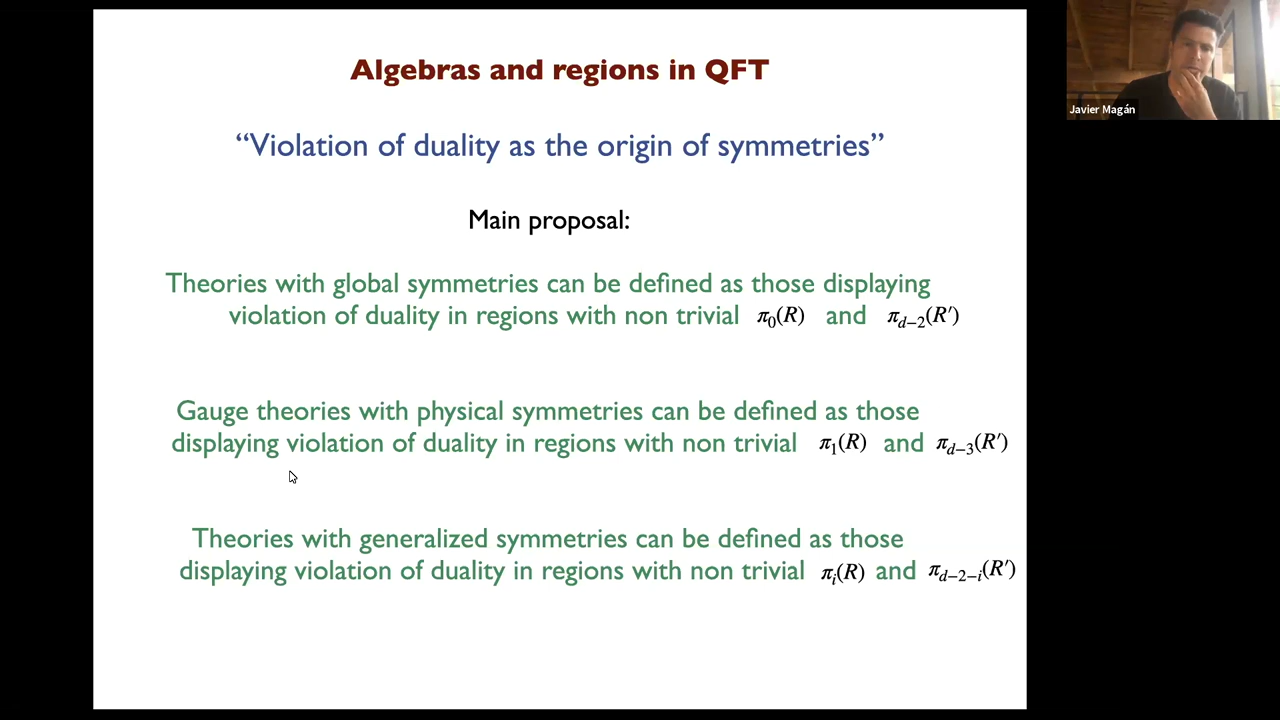 Algebras and regions in QFT
Javier Magán
“Violation of duality as the origin of symmetries”
Main proposal:
Theories with global symmetries can be defined as those displaying
violation of duality in regions with non trivial π₀(R) and π_{d−2}(R′)
Gauge theories with physical symmetries can be defined as those
displaying violation of duality in regions with non trivial π₁(R) and π_{d−3}(R′)
Theories with generalized symmetries can be defined as those
displaying violation of duality in regions with non trivial πᵢ(R) and π_{d−2−i}(R′)